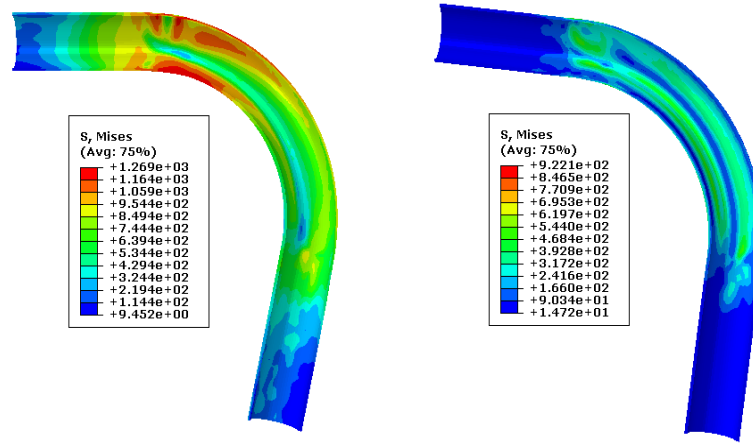 S, Mises
(Avg: 75%)
+1.269e+03
+1.164e+03
+1.059e+03
+9.544e+02
+8.494e+02
+7.444e+02
+6.394e+02
+5.344e+02
+4.294e+02
+3.244e+02
+2.194e+02
+1.144e+02
+9.452e+00
S, Mises
(Avg: 75%)
+9.221e+02
+8.465e+02
+7.709e+02
+6.953e+02
+6.197e+02
+5.440e+02
+4.684e+02
+3.928e+02
+3.172e+02
+2.416e+02
+1.660e+02
+9.034e+01
+1.472e+01